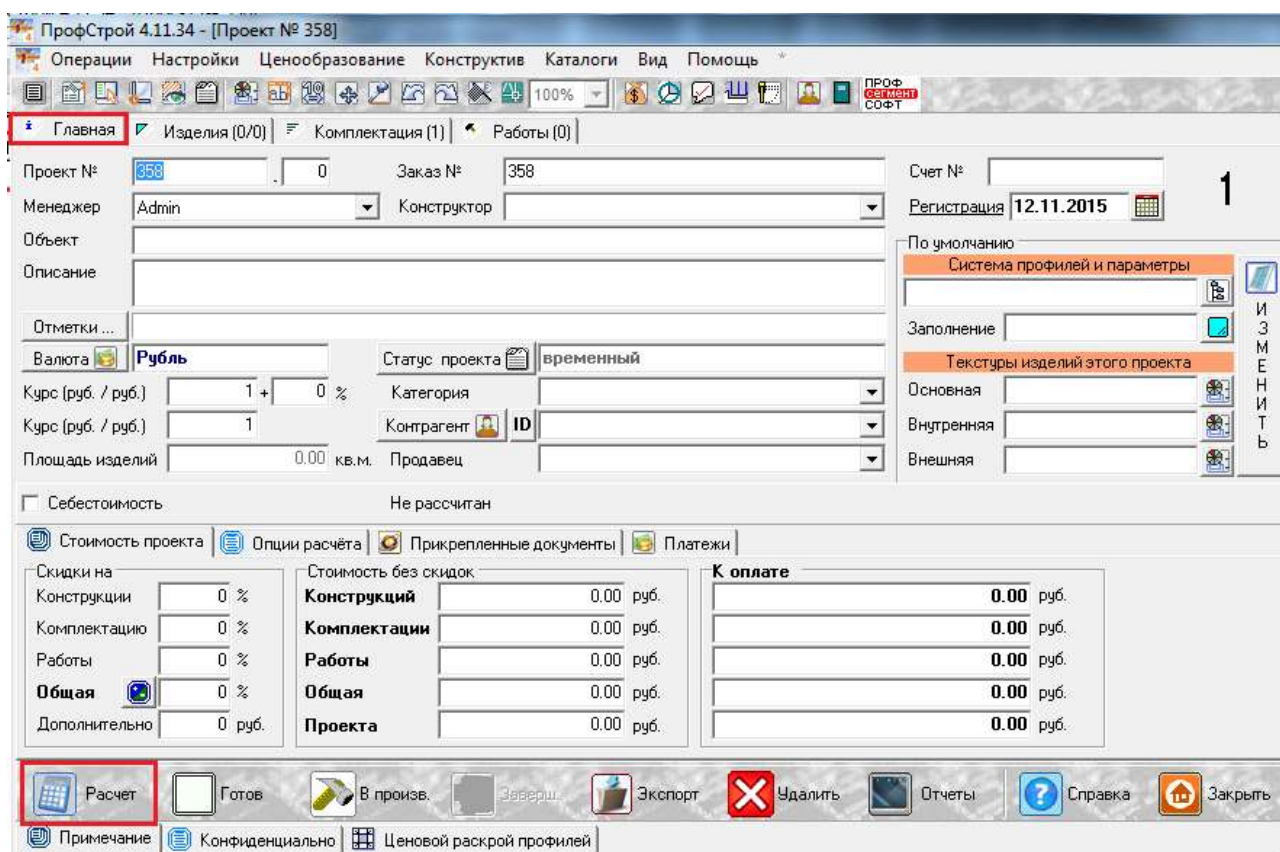 ПрофСтрой 4.11.34 - [Проект № 358]
Операции Настройки Ценообразование Конструктив Каталоги Вид Помощь *
100% ПРОФ
СЕГМЕНТ
СОФТ
Главная Изделия (0/0) Комплектация (1) Работы (0)
Проект № 358 . 0 Заказ № 358 Счет № 1
Менеджер Admin Конструктор Регистрация 12.11.2015
Объект По умолчанию
Описание Система профилей и параметры
ИЗМЕНИТЬ
Отметки ... Заполнение
Валюта Рубль Статус проекта временный Текстуры изделий этого проекта
Курс (руб. / руб.) 1 + 0 % Категория Основная
Курс (руб. / руб.) 1 Контрагент ID Внутренняя
Площадь изделий 0.00 кв.м. Продавец Внешняя
Себестоимость Не рассчитан
Стоимость проекта Опции расчёта Прикрепленные документы Платежи
Скидки на Стоимость без скидок К оплате
Конструкции 0 % Конструкций 0.00 руб. 0.00 руб.
Комплектацию 0 % Комплектации 0.00 руб. 0.00 руб.
Работы 0 % Работы 0.00 руб. 0.00 руб.
Общая 0 % Общая 0.00 руб. 0.00 руб.
Дополнительно 0 руб. Проекта 0.00 руб. 0.00 руб.
Расчет Готов В произв. Заверш. Экспорт Удалить Отчеты Справка Закрыть
Примечание Конфиденциально Ценовой раскрой профилей